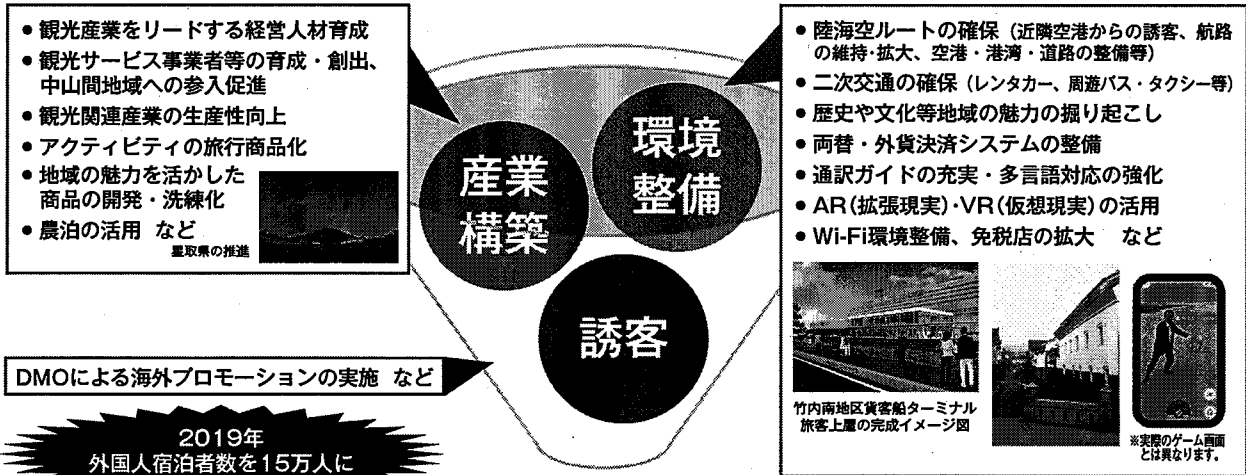 ● 観光産業をリードする経営人材育成
● 観光サービス事業者等の育成・創出、
中山間地域への参入促進
● 観光関連産業の生産性向上
● アクティビティの旅行商品化
● 地域の魅力を活かした
商品の開発・洗練化
● 農泊の活用 など
星取県の推進
産業
構築
環境
整備
誘客
● 陸海空ルートの確保（近隣空港からの誘客、航路
の維持・拡大、空港・港湾・道路の整備等）
● 二次交通の確保（レンタカー、周遊バス・タクシー等）
● 歴史や文化等地域の魅力の掘り起こし
● 両替・外貨決済システムの整備
● 通訳ガイドの充実・多言語対応の強化
● AR（拡張現実）・VR（仮想現実）の活用
● Wi-Fi環境整備、免税店の拡大 など
竹内南地区貨客船ターミナル
旅客上屋の完成イメージ図
※実際のゲーム画面
とは異なります。
DMOによる海外プロモーションの実施 など
2019年
外国人宿泊者数を15万人に